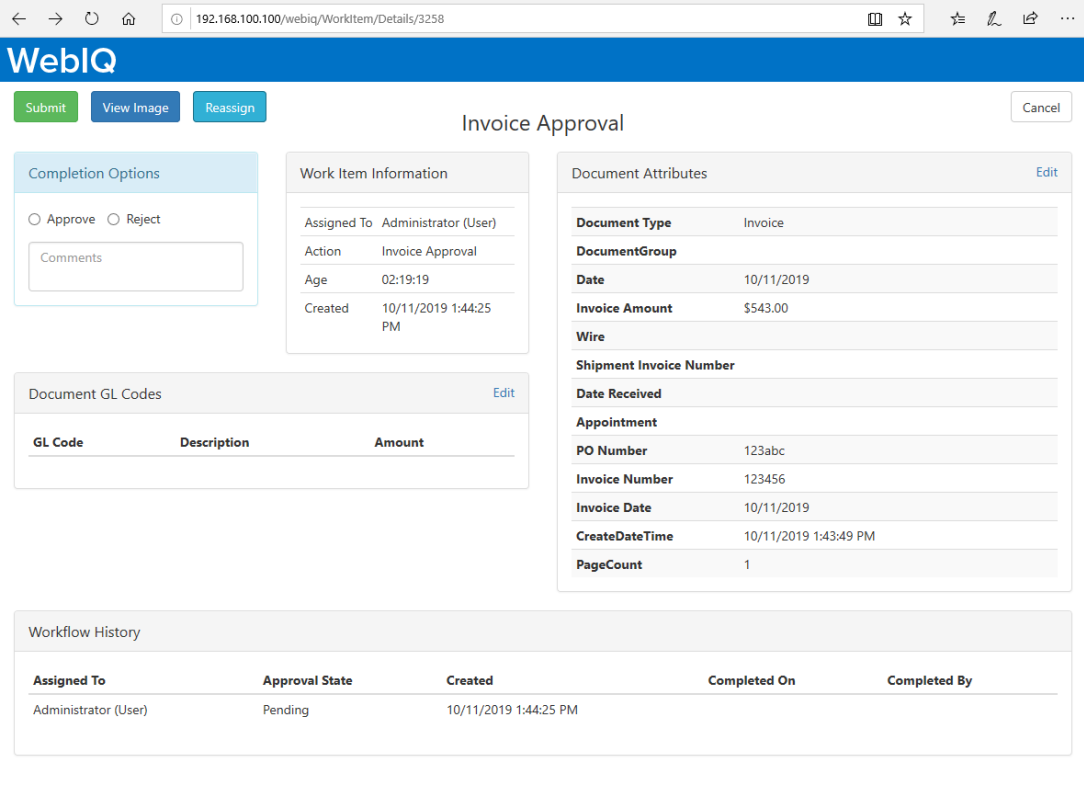 192.168.100.100/webiq/WorkItem/Details/3258
WebIQ
Submit View Image Reassign Cancel
Invoice Approval
Completion Options
Approve Reject
Comments
Work Item Information
Assigned To Administrator (User)
Action Invoice Approval
Age 02:19:19
Created 10/11/2019 1:44:25
PM
Document Attributes Edit
Document Type Invoice
DocumentGroup
Date 10/11/2019
Invoice Amount $543.00
Wire
Shipment Invoice Number
Date Received
Appointment
PO Number 123abc
Invoice Number 123456
Invoice Date 10/11/2019
CreateDateTime 10/11/2019 1:43:49 PM
PageCount 1
Document GL Codes Edit
GL Code Description Amount
Workflow History
Assigned To Approval State Created Completed On Completed By
Administrator (User) Pending 10/11/2019 1:44:25 PM